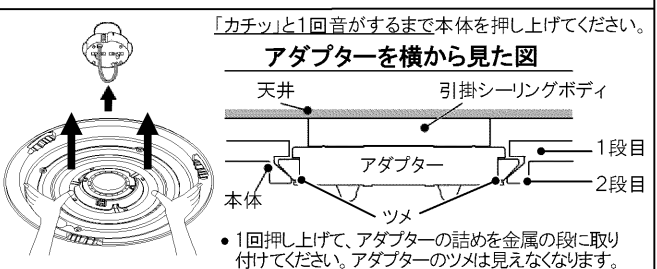 「カチッ」と1回音がするまで本体を押し上げてください。
アダプターを横から見た図
天井
引掛シーリングボディ
アダプター
1段目
2段目
本体
ツメ
• 1回押し上げて、アダプターの詰めを金属の段に取り
付けてください。アダプターのツメは見えなくなります。